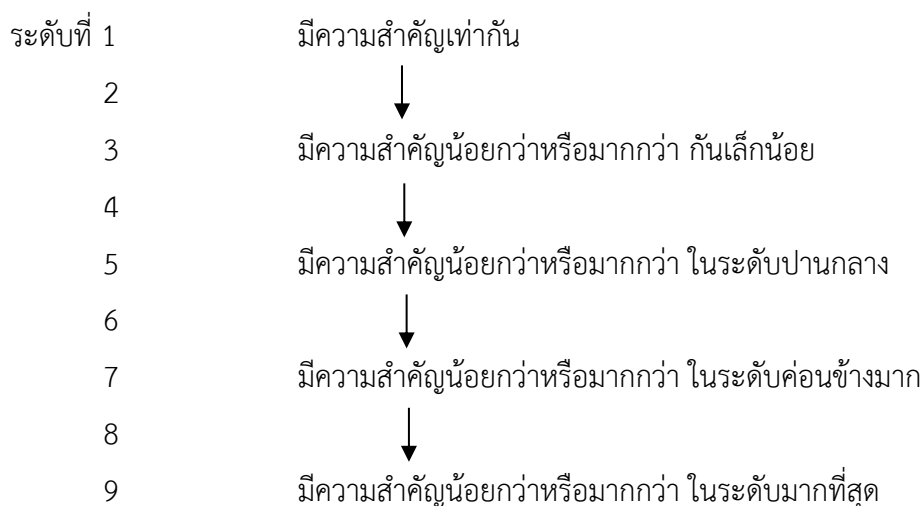 ระดับที่ 1 มีความสำคัญเท่ากัน
2
3 มีความสำคัญน้อยกว่าหรือมากกว่า กันเล็กน้อย
4
5 มีความสำคัญน้อยกว่าหรือมากกว่า ในระดับปานกลาง
6
7 มีความสำคัญน้อยกว่าหรือมากกว่า ในระดับค่อนข้างมาก
8
9 มีความสำคัญน้อยกว่าหรือมากกว่า ในระดับมากที่สุด